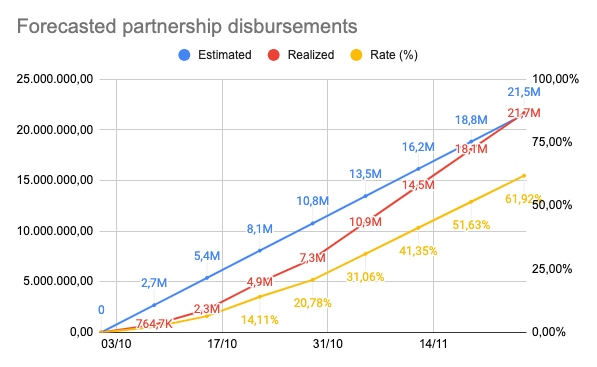 Forecasted partnership disbursements
Estimated Realized Rate (%)
25.000.000,00 100,00%
21,5M
21,7M
20.000.000,00 18,8M
75,00%
18,1M
16,2M
15.000.000,00 14,5M
13,5M
61,92%
50,00%
10,8M
10,9M
51,63%
10.000.000,00
8,1M
41,35%
7,3M
5,4M
31,06%
25,00%
5.000.000,00 4,9M
2,7M
20,78%
2,3M
14,11%
0
764,7K
0,00 0,00%
03/10 17/10 31/10 14/11